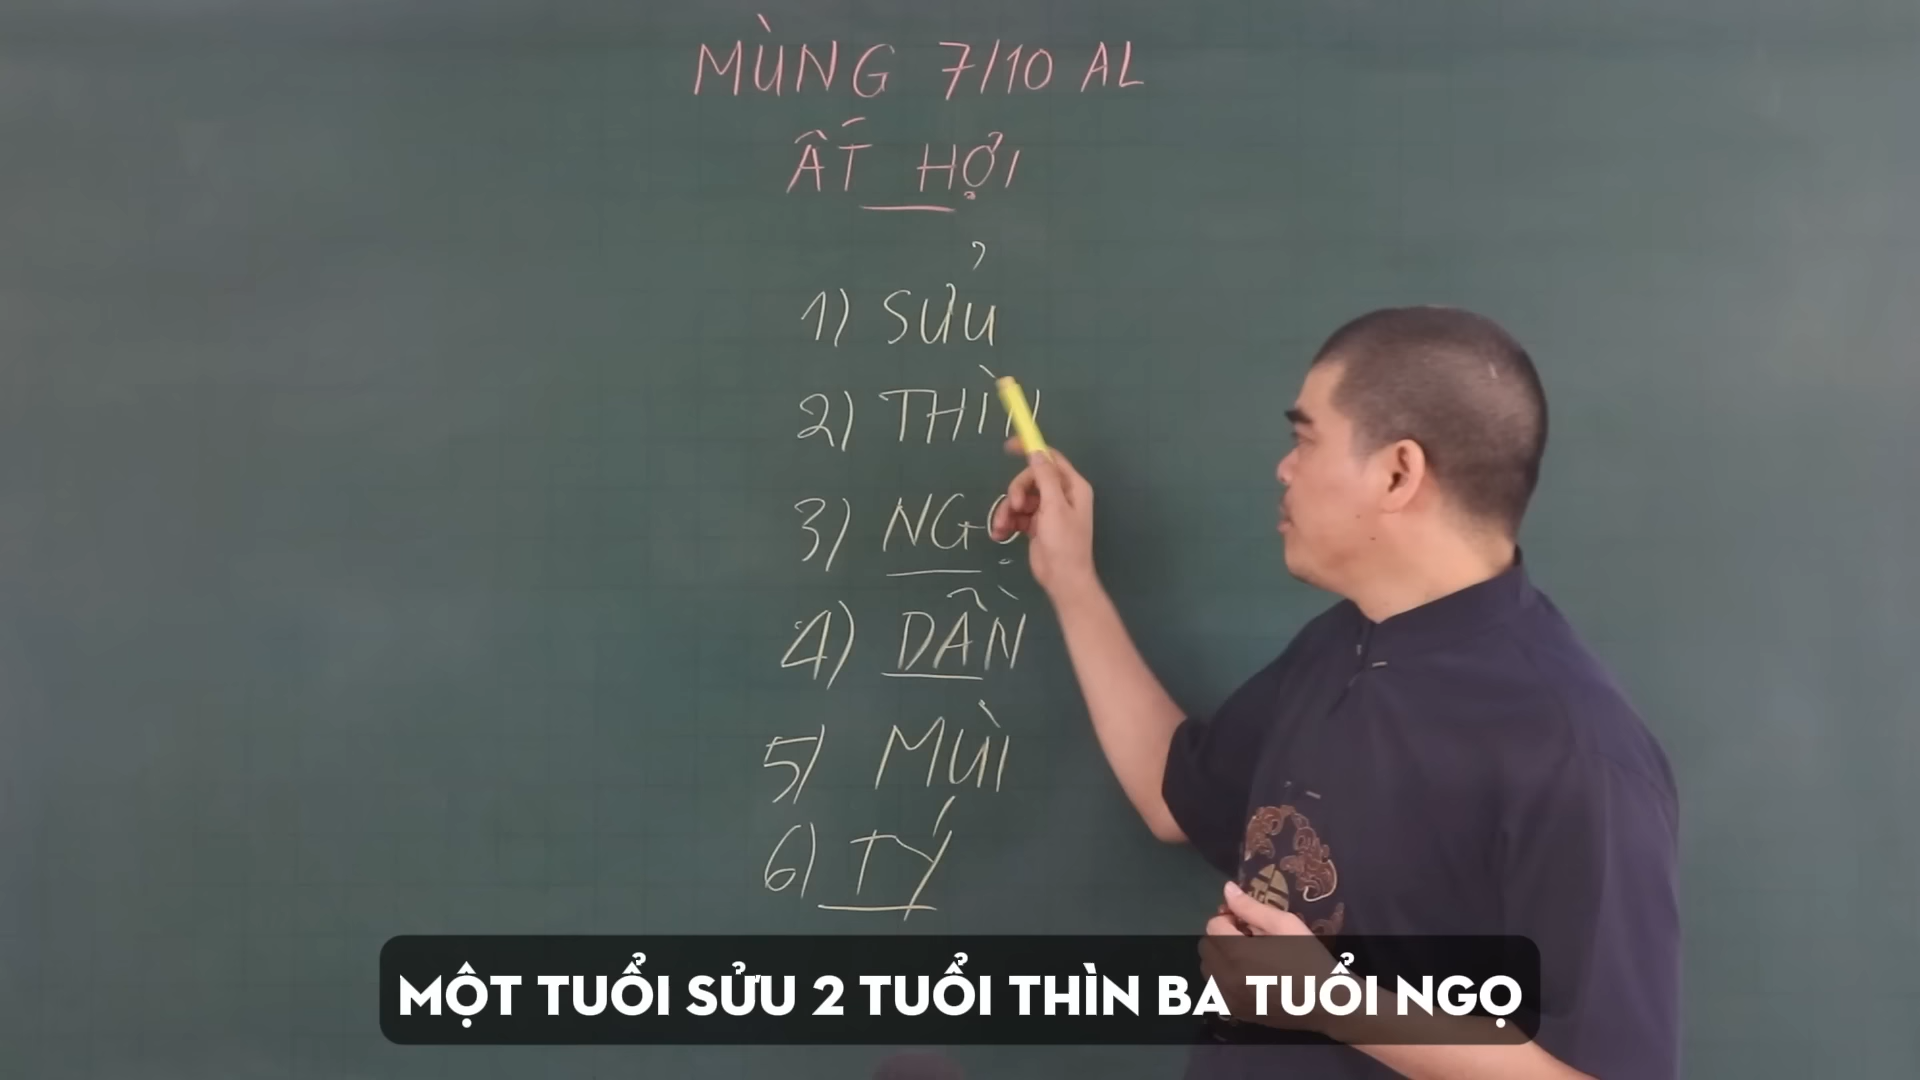 MÙNG 7/10 AL
ẤT HỢI
1) SỬU
2) THÌN
3) NGỌ
4) DẦN
5) MÙI
6) TÝ
MỘT TUỔI SỬU 2 TUỔI THÌN BA TUỔI NGỌ